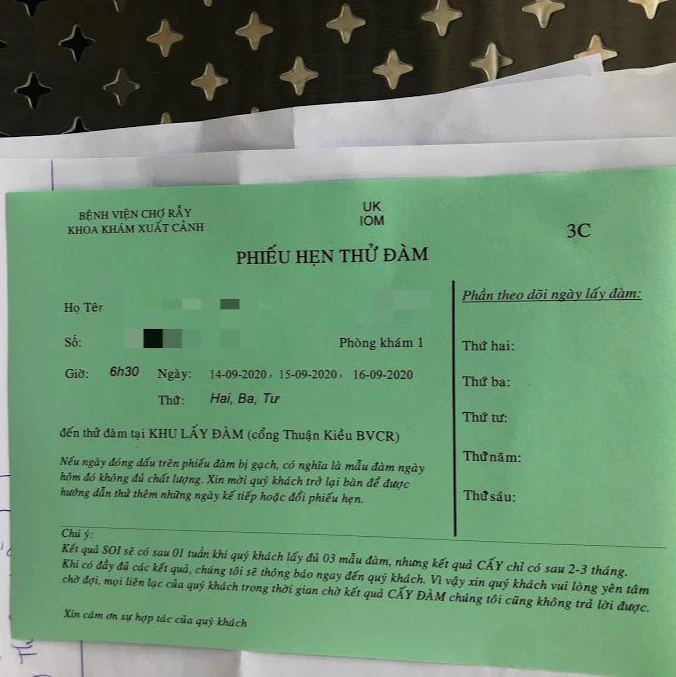 BỆNH VIỆN CHỢ RẪY
KHOA KHÁM XUẤT CẢNH
UK
IOM
3C
PHIẾU HẸN THỬ ĐÀM
Họ Tên
Số:
Phòng khám 1
Giờ: 6h30 Ngày: 14-09-2020, 15-09-2020, 16-09-2020
Thứ: Hai, Ba, Tư
đến thử đàm tại KHU LẤY ĐÀM (cổng Thuận Kiều BVCR)
Nếu ngày đóng dấu trên phiếu đàm bị gạch, có nghĩa là mẫu đàm ngày
hôm đó không đủ chất lượng. Xin mời quý khách trở lại bàn để được
hướng dẫn thử thêm những ngày kế tiếp hoặc đổi phiếu hẹn.
Phần theo dõi ngày lấy đàm:
Thứ hai:
Thứ ba:
Thứ tư:
Thứ năm:
Thứ sáu:
Chú ý:
Kết quả SOI sẽ có sau 01 tuần khi quý khách lấy đủ 03 mẫu đàm, nhưng kết quả CẤY chỉ có sau 2-3 tháng.
Khi có đầy đủ các kết quả, chúng tôi sẽ thông báo ngay đến quý khách. Vì vậy xin quý khách vui lòng yên tâm
chờ đợi, mọi liên lạc của quý khách trong thời gian chờ kết quả CẤY ĐÀM chúng tôi cũng không trả lời được.
Xin cám ơn sự hợp tác của quý khách